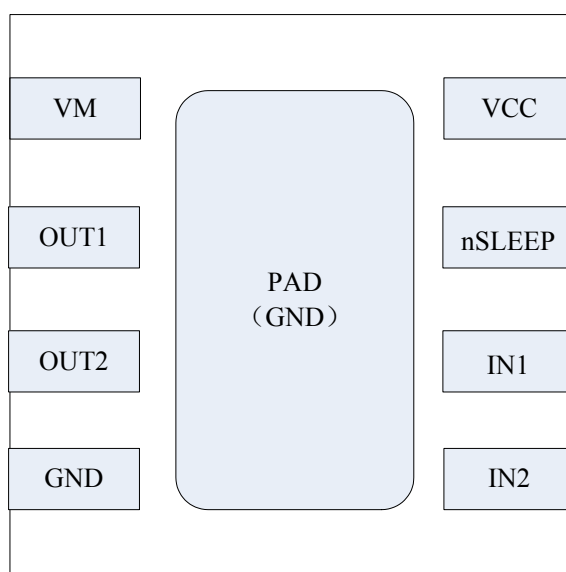 VM
VCC
OUT1
nSLEEP
PAD
（GND）
OUT2
IN1
GND
IN2